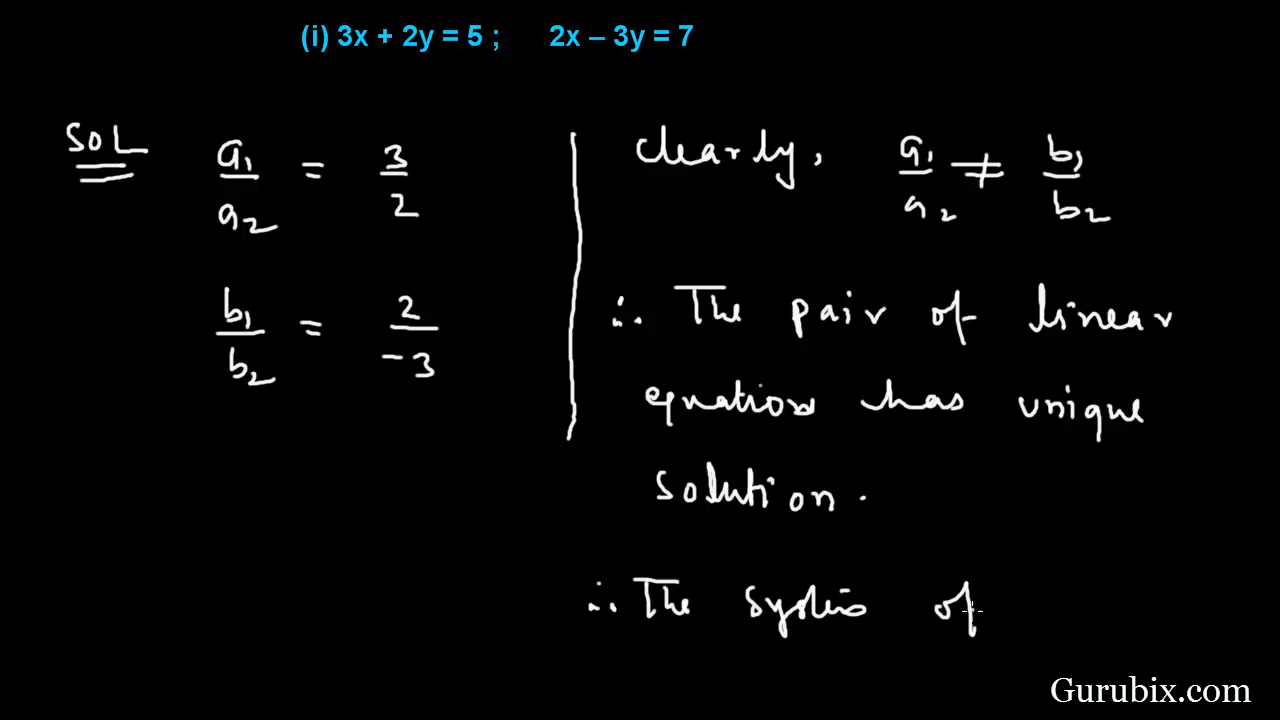 (i) 3x + 2y = 5 ; 2x – 3y = 7
SOL a1/a2 = 3/2
b1/b2 = 2/-3
clearly, a1/a2 ≠ b1/b2
∴ The pair of linear
equations has unique
solution.
∴ The system of
Gurubix.com